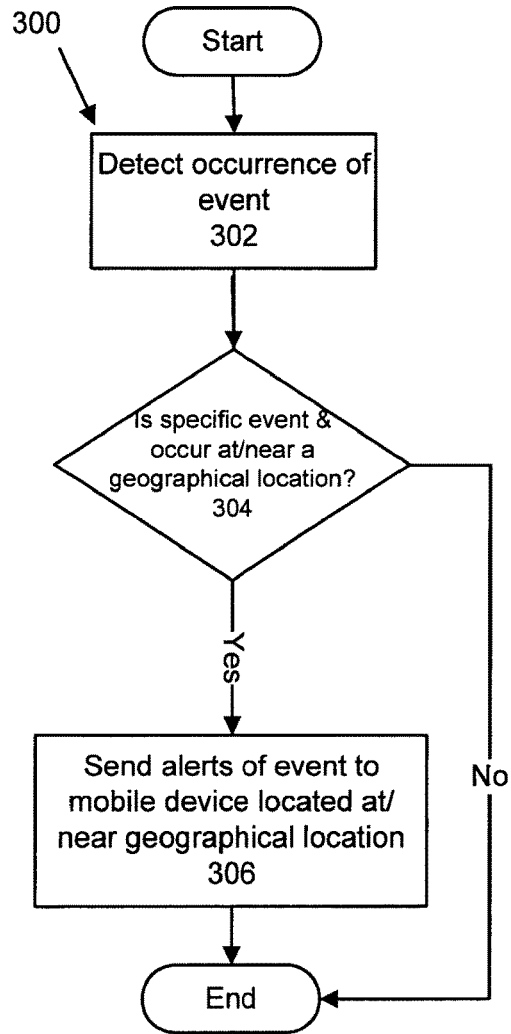 300
Start
Detect occurrence of
event
302
Is specific event &
occur at/near a
geographical location?
304
Yes
No
Send alerts of event to
mobile device located at/
near geographical location
306
End